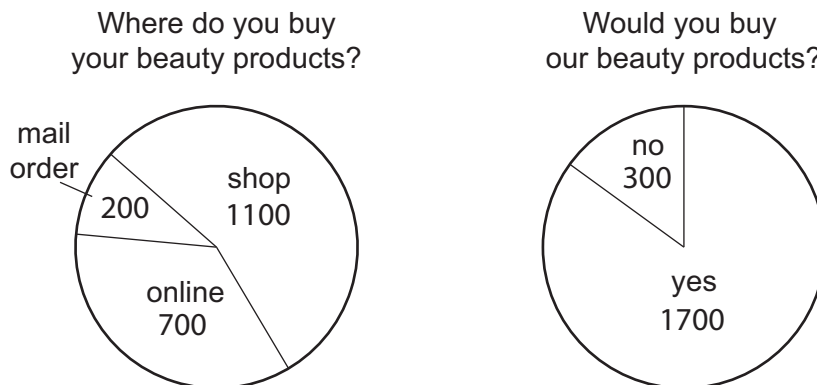 Where do you buy
your beauty products?
mail
order
200
shop
1100
online
700
Would you buy
our beauty products?
no
300
yes
1700